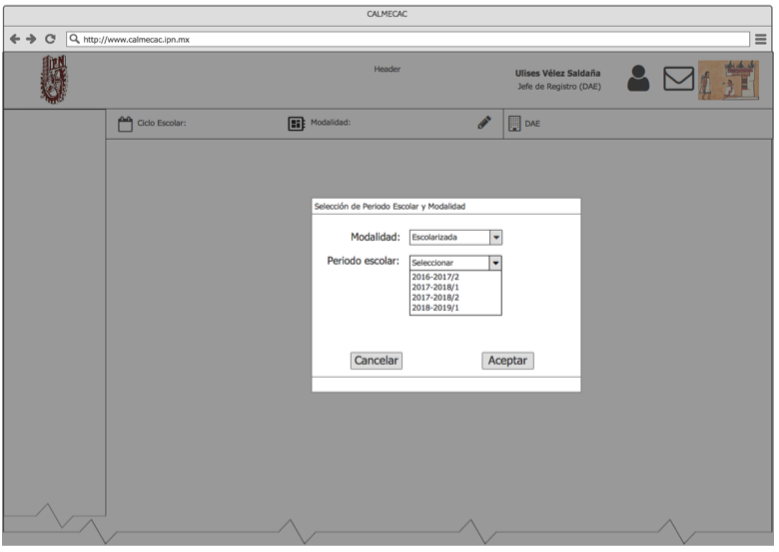 CALMECAC
http://www.calmecac.ipn.mx
IPN
Header
Ulises Vélez Saldaña
Jefe de Registro (DAE)
Ciclo Escolar:
Modalidad:
DAE
Selección de Periodo Escolar y Modalidad
Modalidad:
Escolarizada
Periodo escolar:
Seleccionar
2016-2017/2
2017-2018/1
2017-2018/2
2018-2019/1
Cancelar
Aceptar